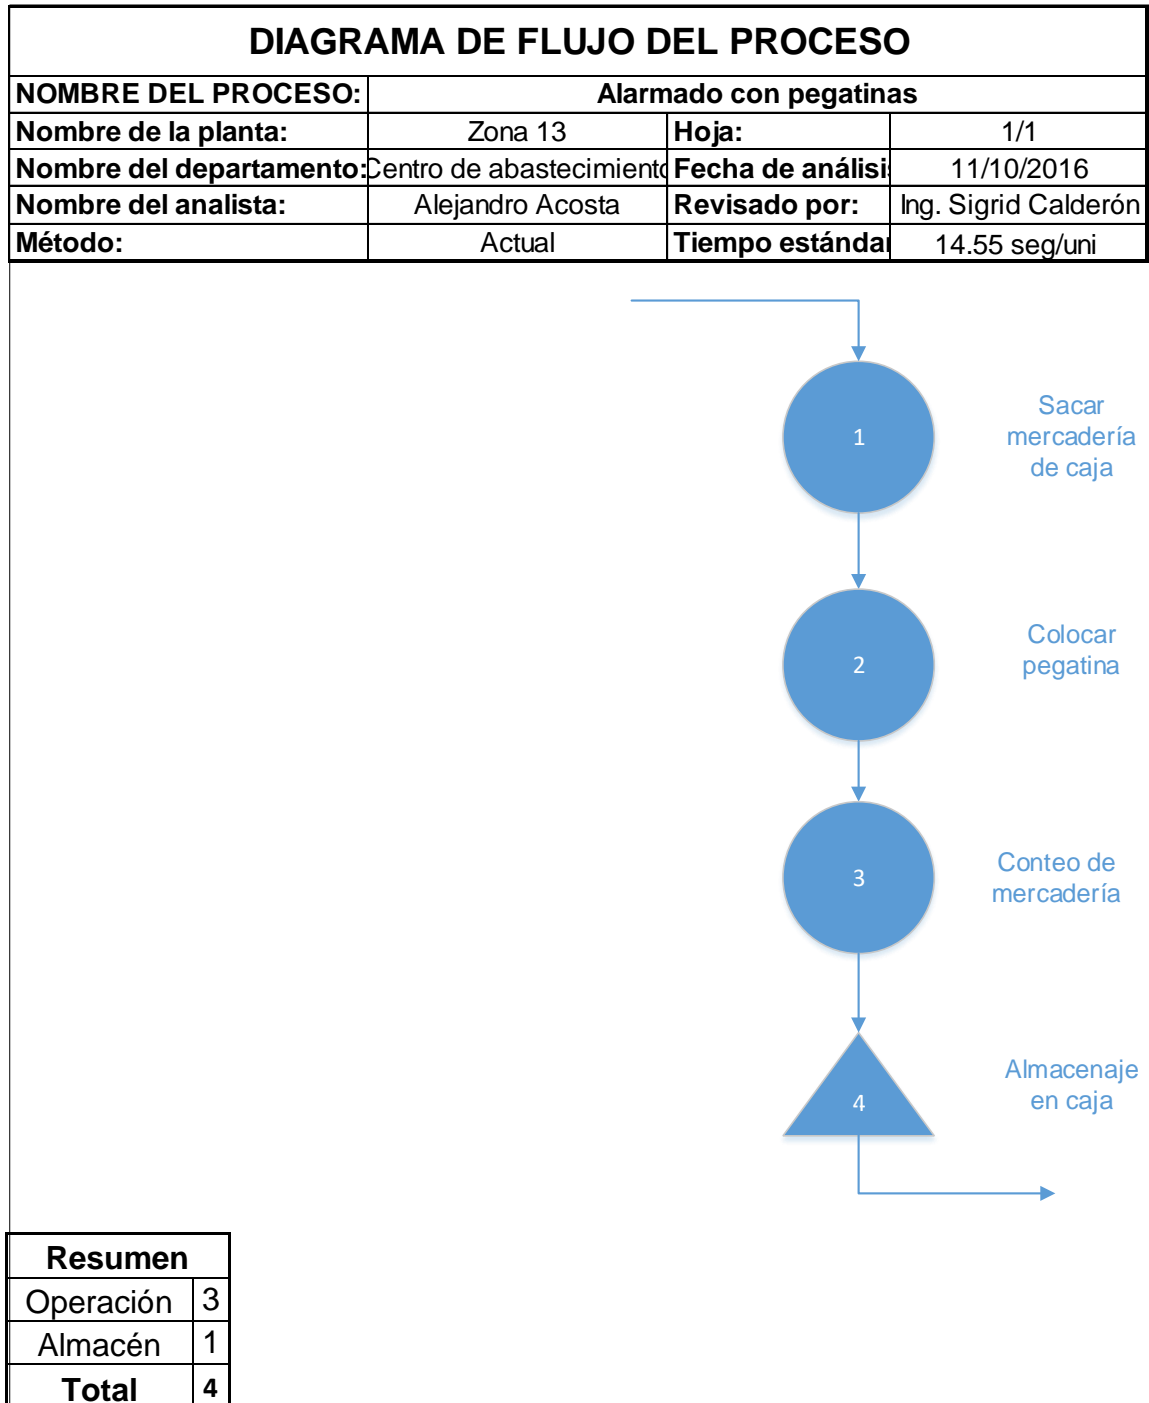 DIAGRAMA DE FLUJO DEL PROCESO
NOMBRE DEL PROCESO: Alarmado con pegatinas
Nombre de la planta: Zona 13 Hoja: 1/1
Nombre del departamento: Centro de abastecimiento Fecha de análisis 11/10/2016
Nombre del analista: Alejandro Acosta Revisado por: Ing. Sigrid Calderón
Método: Actual Tiempo estándar 14.55 seg/uni
Sacar
1 mercadería
de caja
Colocar
2 pegatina
Conteo de
3 mercadería
Almacenaje
4 en caja
Resumen
Operación 3
Almacén 1
Total 4